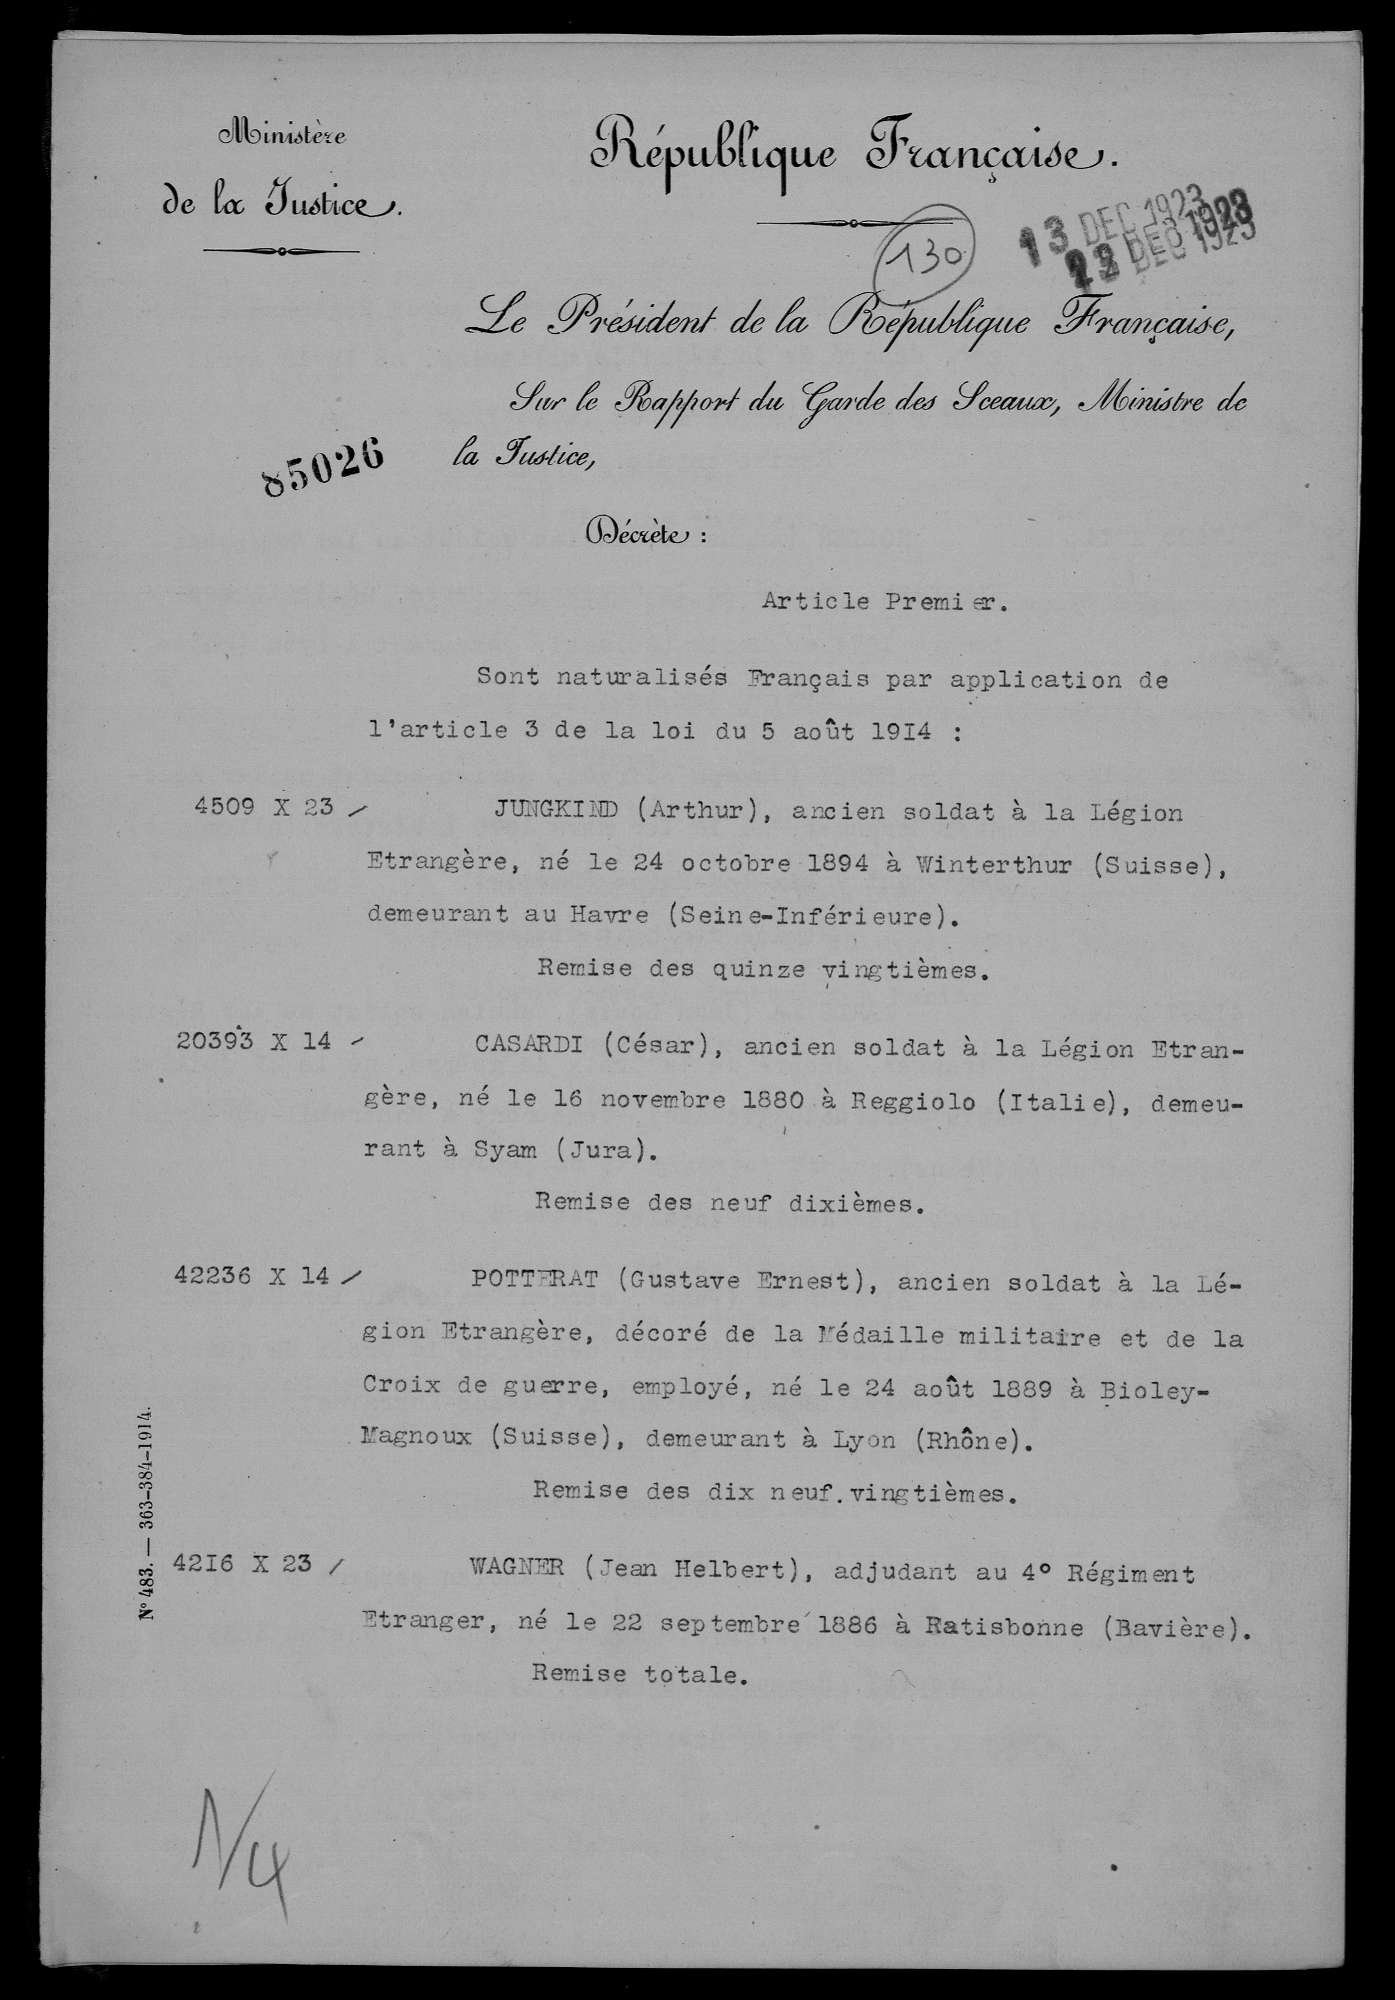 Ministère
de la Justice.
République Française.
130
13 DEC 1923
22 DEC 1923
Le Président de la République Française,
Sur le Rapport du Garde des Sceaux, Ministre de
la Justice,
85026
Décrète :
Article Premier.
Sont naturalisés Français par application de
l'article 3 de la loi du 5 août 19I4 :
4509 X 23 / JUNGKIND (Arthur), ancien soldat à la Légion
Etrangère, né le 24 octobre 1894 à Winterthur (Suisse),
demeurant au Havre (Seine-Inférieure).
Remise des quinze vingtièmes.
20393 X 14 / CASARDI (César), ancien soldat à la Légion Etran-
gère, né le 16 novembre 1880 à Reggiolo (Italie), demeu-
rant à Syam (Jura).
Remise des neuf dixièmes.
42236 X 14 / POTTERAT (Gustave Ernest), ancien soldat à la Lé-
gion Etrangère, décoré de la Médaille militaire et de la
Croix de guerre, employé, né le 24 août 1889 à Bioley-
Magnoux (Suisse), demeurant à Lyon (Rhône).
Remise des dix neuf vingtièmes.
42I6 X 23 / WAGNER (Jean Helbert), adjudant au 4° Régiment
Etranger, né le 22 septembre 1886 à Ratisbonne (Bavière).
Remise totale.
N° 483. — 363-384-1914.